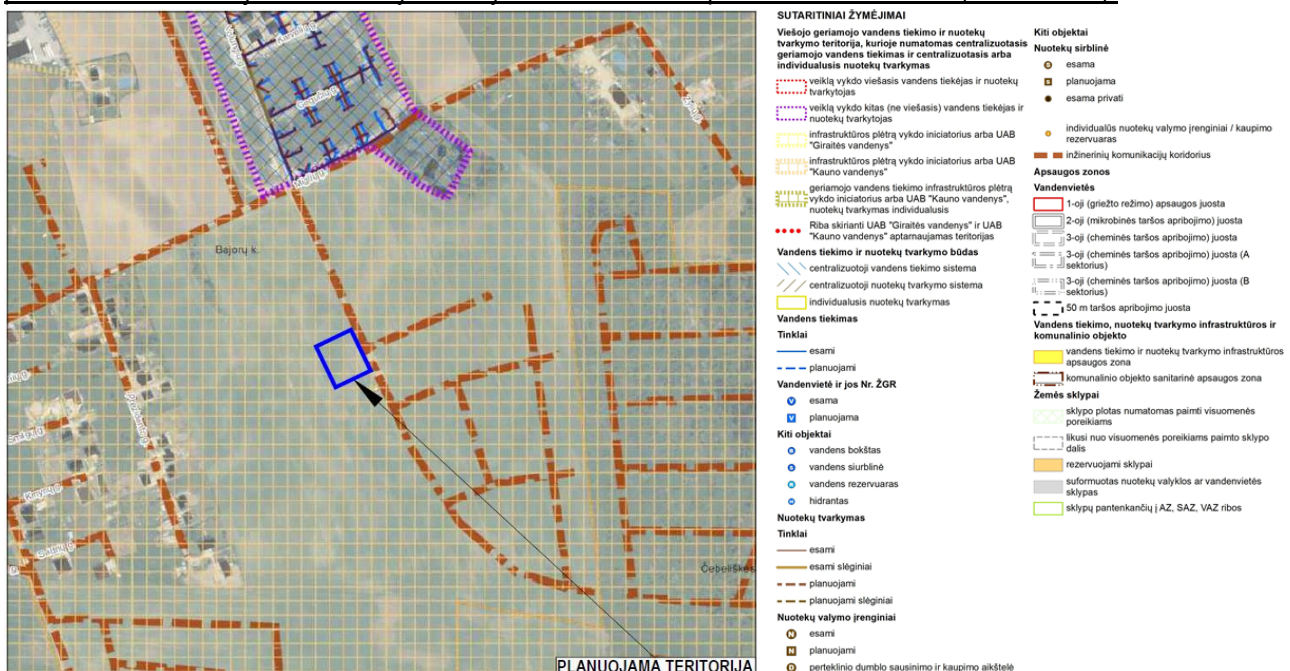 Bajorų k.
Čebeliškės
PLANUOJAMA TERITORIJA
SUTARTINIAI ŽYMĖJIMAI
Viešojo geriamojo vandens tiekimo ir nuotekų
tvarkymo teritorija, kurioje numatomas centralizuotasis
geriamojo vandens tiekimas ir centralizuotas arba
individualusis nuotekų tvarkymas
veiklą vykdo viešasis vandens tiekėjas ir nuotekų
tvarkytojas
veiklą vykdo kitas (ne viešasis) vandens tiekėjas ir
nuotekų tvarkytojas
infrastruktūros plėtrą vykdo iniciatorius arba UAB
"Giraitės vandenys"
infrastruktūros plėtrą vykdo iniciatorius arba UAB
"Kauno vandenys"
geriamojo vandens tiekimo infrastruktūros plėtrą
vykdo iniciatorius arba UAB "Kauno vandenys",
nuotekų tvarkymas individualusis
Riba skirianti UAB "Giraitės vandenys" ir UAB
"Kauno vandenys" aptarnaujamas teritorijas
Vandens tiekimo ir nuotekų tvarkymo būdas
centralizuotoji vandens tiekimo sistema
centralizuotoji nuotekų tvarkymo sistema
individualusis nuotekų tvarkymas
Vandens tiekimas
Tinklai
esami
planuojami
Vandenvietė ir jos Nr. ŽGR
esama
planuojama
Kiti objektai
vandens bokštas
vandens siurblinė
vandens rezervuaras
hidrantas
Nuotekų tvarkymas
Tinklai
esami
esami slėginiai
planuojami
planuojami slėginiai
Nuotekų valymo įrenginiai
esami
planuojami
perteklinio dumblo sausinimo ir kaupimo aikštelė
Kiti objektai
Nuotekų sirblinė
esama
planuojama
esama privati
individualūs nuotekų valymo įrenginiai / kaupimo
rezervuaras
inžinerinių komunikacijų koridorius
Apsaugos zonos
Vandenvietės
1-oji (griežto režimo) apsaugos juosta
2-oji (mikrobinės taršos apribojimo) juosta
3-oji (cheminės taršos apribojimo) juosta
3-oji (cheminės taršos apribojimo) juosta (A
sektorius)
3-oji (cheminės taršos apribojimo) juosta (B
sektorius)
50 m taršos apribojimo juosta
Vandens tiekimo, nuotekų tvarkymo infrastruktūros ir
komunalinio objekto
vandens tiekimo ir nuotekų tvarkymo infrastruktūros
apsaugos zona
komunalinio objekto sanitarinė apsaugos zona
Žemės sklypai
sklypo plotas numatomas paimti visuomenės
poreikiams
likusi nuo visuomenės poreikiams paimto sklypo
dalis
rezervuojami sklypai
suformuotas nuotekų valyklos ar vandenvietės
sklypas
sklypų pantenkančių į AZ, SAZ, VAZ ribos